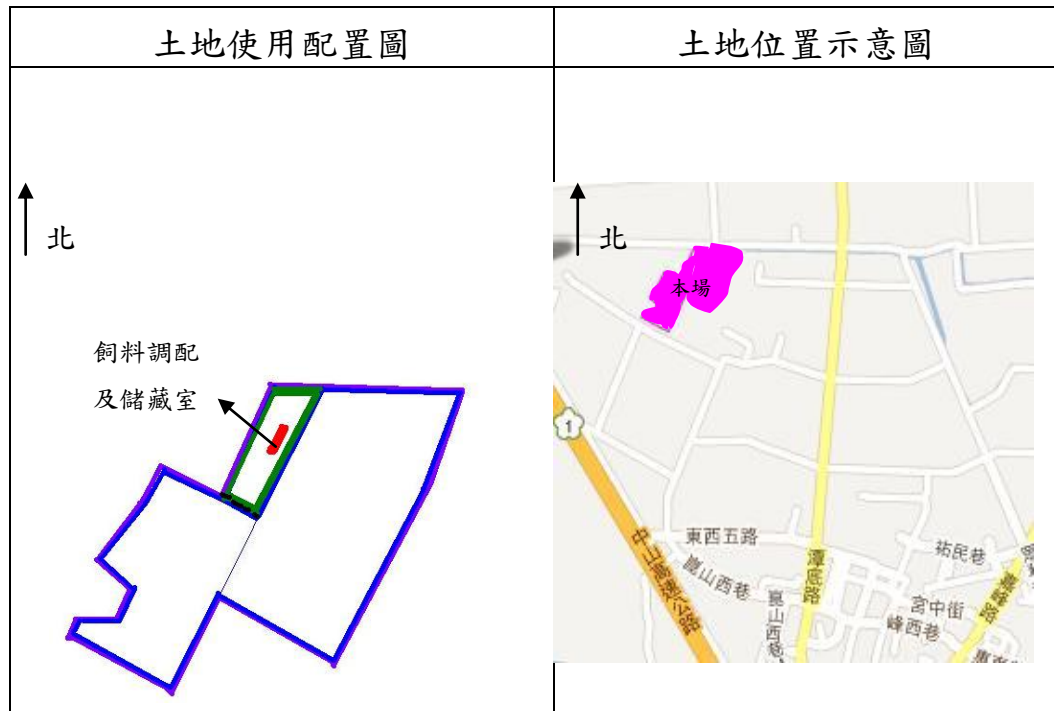 土地使用配置圖
土地位置示意圖
北
飼料調配
及儲藏室
北
本場
1
中山高速公路
東西五路
崑山西巷
崑山西巷
潭底路
祐民巷
宮中街
峰西巷
嘉峰路